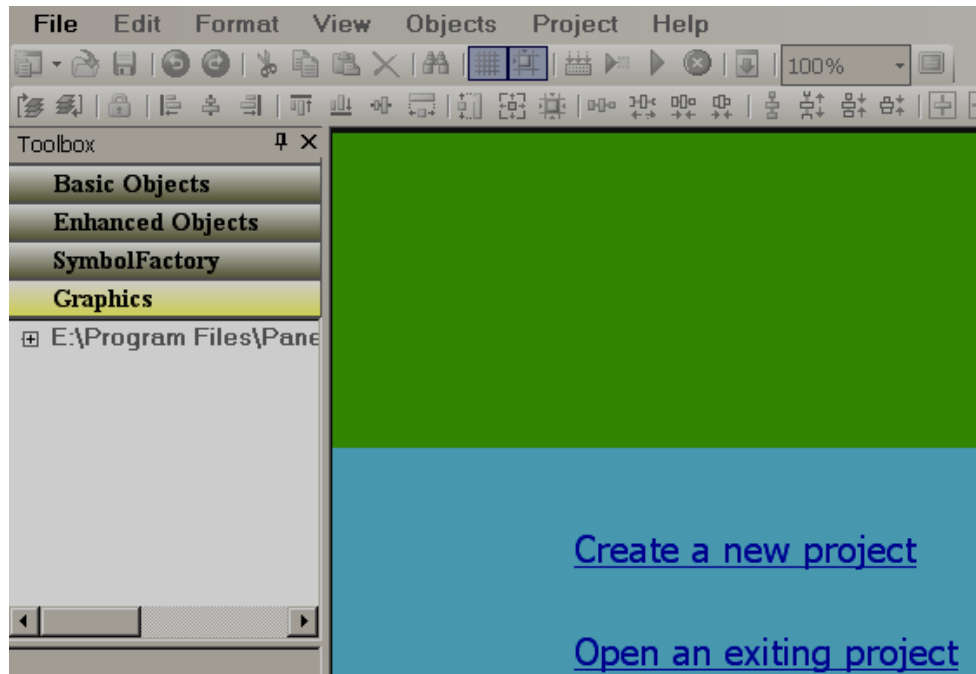 File Edit Format View Objects Project Help
100%
Toolbox
Basic Objects
Enhanced Objects
SymbolFactory
Graphics
E:\Program Files\Pane
Create a new project
Open an exiting project